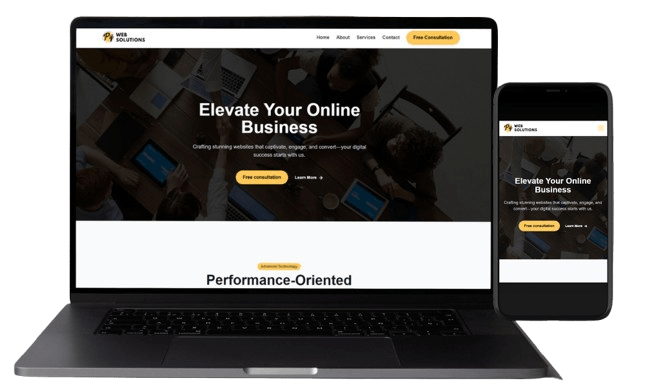 WEB
SOLUTIONS
Home About Services Contact Free Consultation
Elevate Your Online
Business
Crafting stunning websites that captivate, engage, and convert—your digital
success starts with us.
Free consultation Learn More →
Advanced Technology
Performance-Oriented
WEB
SOLUTIONS
Elevate Your Online
Business
Crafting stunning websites that captivate, engage, and
convert—your digital success starts with us.
Free consultation Learn More →